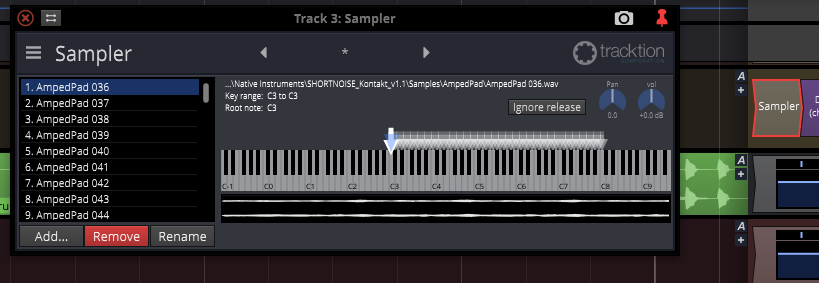 Track 3: Sampler
Sampler
*
tracktion
CORPORATION
1. AmpedPad 036
2. AmpedPad 037
3. AmpedPad 038
4. AmpedPad 039
5. AmpedPad 040
6. AmpedPad 041
7. AmpedPad 042
8. AmpedPad 043
9. AmpedPad 044
Add...
Remove
Rename
...\Native Instruments\SHORTNOISE_Kontakt_v1.1\Samples\AmpedPad\AmpedPad 036.wav
Key range: C3 to C3
Root note: C3
Ignore release
Pan
0.0
vol
+0.0 dB
C-1 C0 C1 C2 C3 C4 C5 C6 C7 C8 C9
A
+
Sampler
D
(ch
A
+
A
+
ru